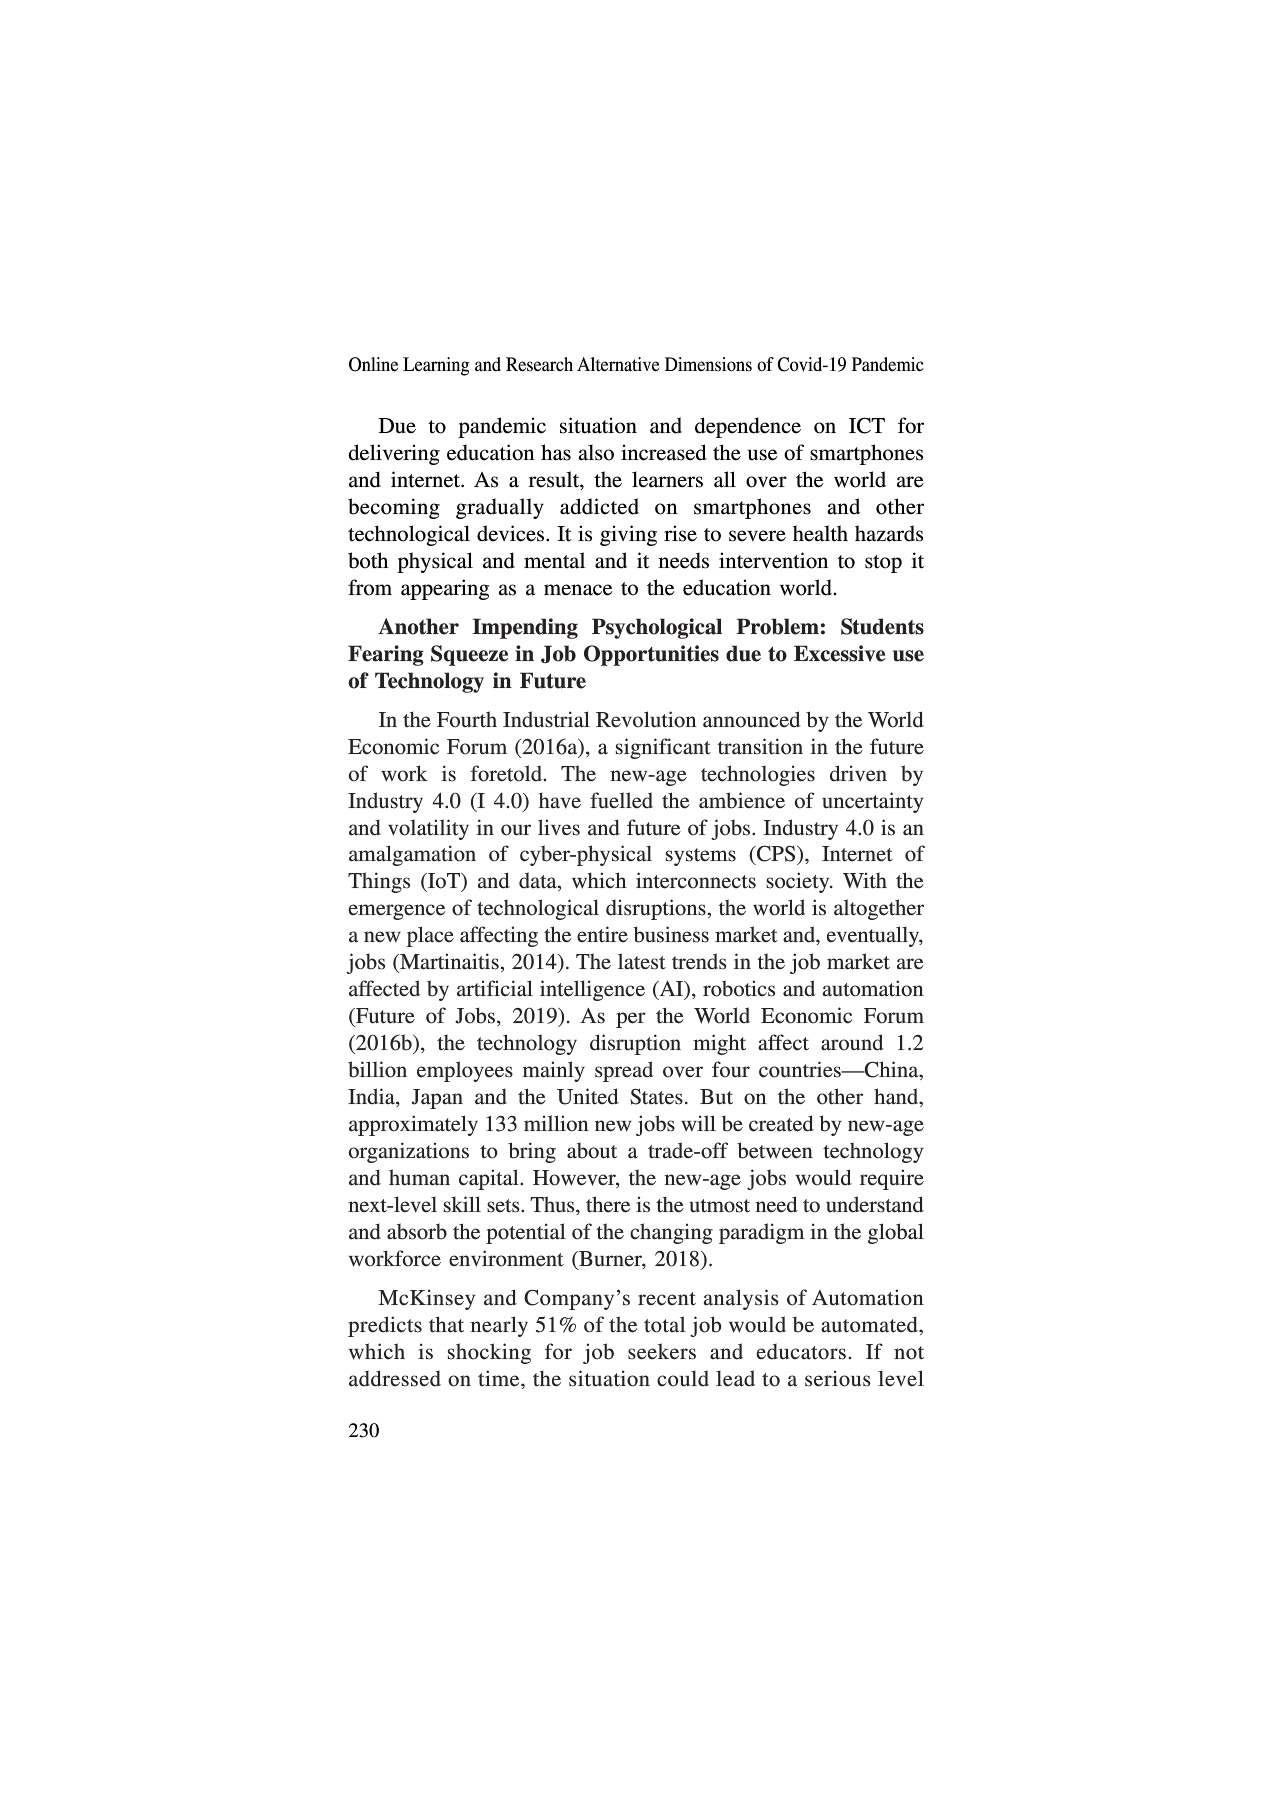 Online Learning and Research Alternative Dimensions of Covid-19 Pandemic
Due to pandemic situation and dependence on ICT for
delivering education has also increased the use of smartphones
and internet. As a result, the learners all over the world are
becoming gradually addicted on smartphones and other
technological devices. It is giving rise to severe health hazards
both physical and mental and it needs intervention to stop it
from appearing as a menace to the education world.
Another Impending Psychological Problem: Students
Fearing Squeeze in Job Opportunities due to Excessive use
of Technology in Future
In the Fourth Industrial Revolution announced by the World
Economic Forum (2016a), a significant transition in the future
of work is foretold. The new-age technologies driven by
Industry 4.0 (I 4.0) have fuelled the ambience of uncertainty
and volatility in our lives and future of jobs. Industry 4.0 is an
amalgamation of cyber-physical systems (CPS), Internet of
Things (IoT) and data, which interconnects society. With the
emergence of technological disruptions, the world is altogether
a new place affecting the entire business market and, eventually,
jobs (Martinaitis, 2014). The latest trends in the job market are
affected by artificial intelligence (AI), robotics and automation
(Future of Jobs, 2019). As per the World Economic Forum
(2016b), the technology disruption might affect around 1.2
billion employees mainly spread over four countries—China,
India, Japan and the United States. But on the other hand,
approximately 133 million new jobs will be created by new-age
organizations to bring about a trade-off between technology
and human capital. However, the new-age jobs would require
next-level skill sets. Thus, there is the utmost need to understand
and absorb the potential of the changing paradigm in the global
workforce environment (Burner, 2018).
McKinsey and Company's recent analysis of Automation
predicts that nearly 51% of the total job would be automated,
which is shocking for job seekers and educators. If not
addressed on time, the situation could lead to a serious level
230